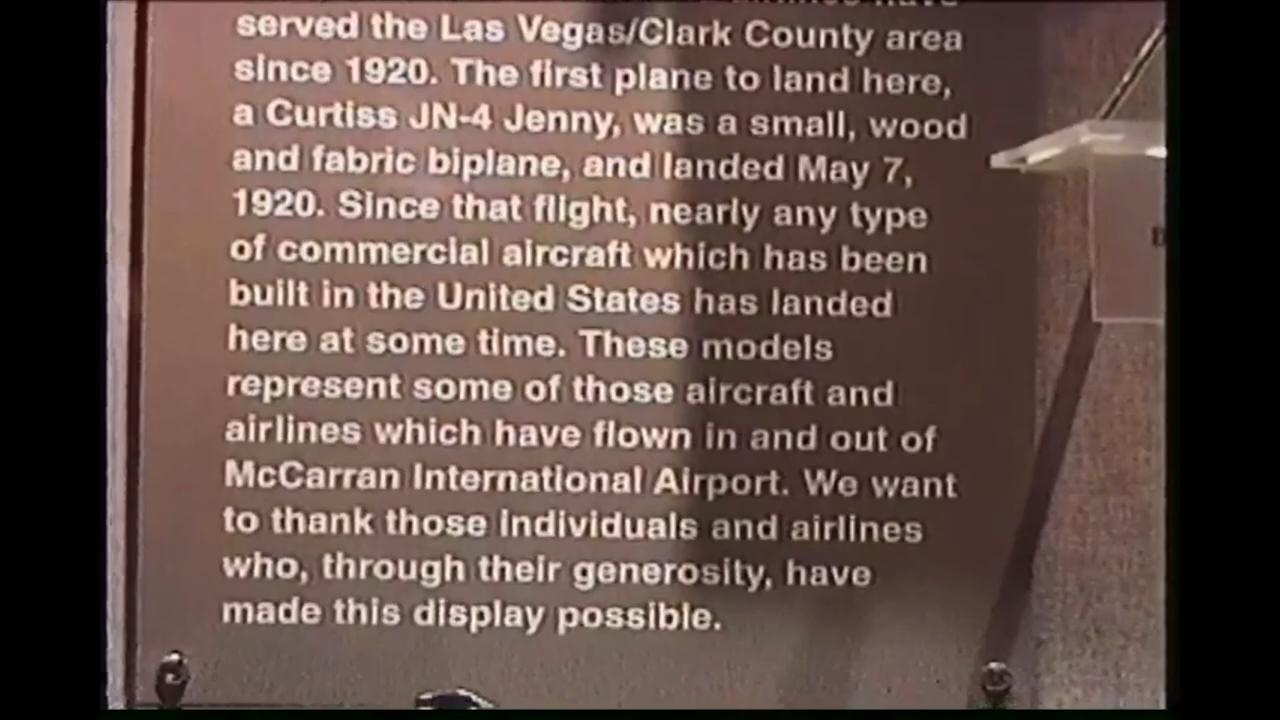 have
served the Las Vegas/Clark County area
since 1920. The first plane to land here,
a Curtiss JN-4 Jenny, was a small, wood
and fabric biplane, and landed May 7,
1920. Since that flight, nearly any type
of commercial aircraft which has been
built in the United States has landed
here at some time. These models
represent some of those aircraft and
airlines which have flown in and out of
McCarran International Airport. We want
to thank those individuals and airlines
who, through their generosity, have
made this display possible.